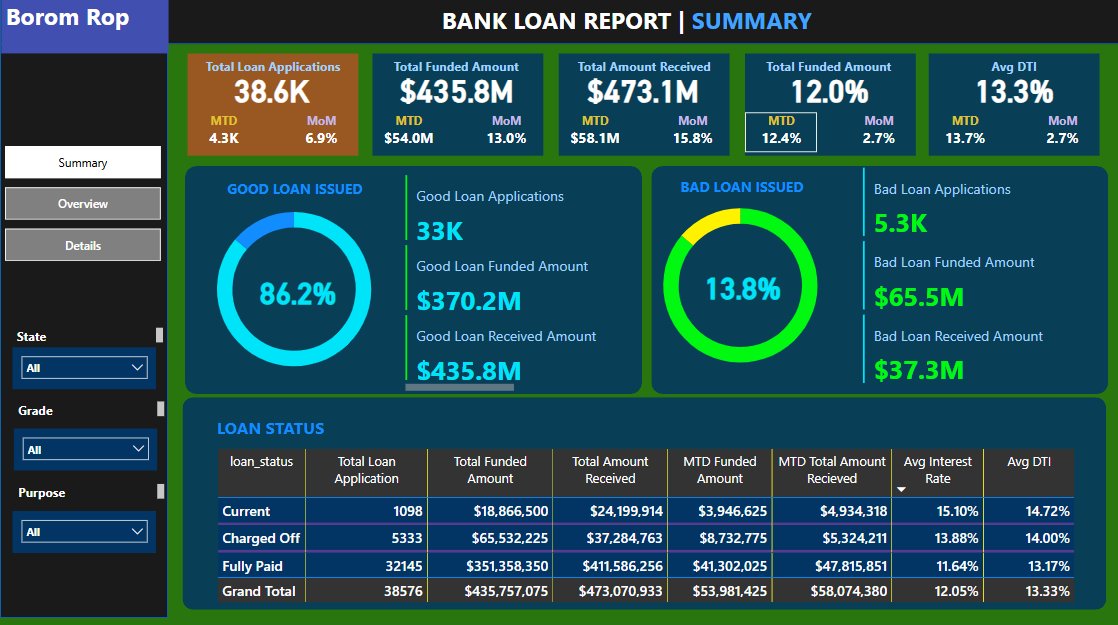 Borom Rop
BANK LOAN REPORT | SUMMARY
Total Loan Applications
38.6K
MTD MoM
4.3K 6.9%
Total Funded Amount
$435.8M
MTD MoM
$54.0M 13.0%
Total Amount Received
$473.1M
MTD MoM
$58.1M 15.8%
Total Funded Amount
12.0%
MTD MoM
12.4% 2.7%
Avg DTI
13.3%
MTD MoM
13.7% 2.7%
Summary
Overview
Details
State
All
Grade
All
Purpose
All
GOOD LOAN ISSUED
86.2%
Good Loan Applications
33K
Good Loan Funded Amount
$370.2M
Good Loan Received Amount
$435.8M
BAD LOAN ISSUED
13.8%
Bad Loan Applications
5.3K
Bad Loan Funded Amount
$65.5M
Bad Loan Received Amount
$37.3M
LOAN STATUS
loan_status Total Loan Application Total Funded Amount Total Amount Received MTD Funded Amount MTD Total Amount Recieved Avg Interest Rate Avg DTI
Current 1098 $18,866,500 $24,199,914 $3,946,625 $4,934,318 15.10% 14.72%
Charged Off 5333 $65,532,225 $37,284,763 $8,732,775 $5,324,211 13.88% 14.00%
Fully Paid 32145 $351,358,350 $411,586,256 $41,302,025 $47,815,851 11.64% 13.17%
Grand Total 38576 $435,757,075 $473,070,933 $53,981,425 $58,074,380 12.05% 13.33%